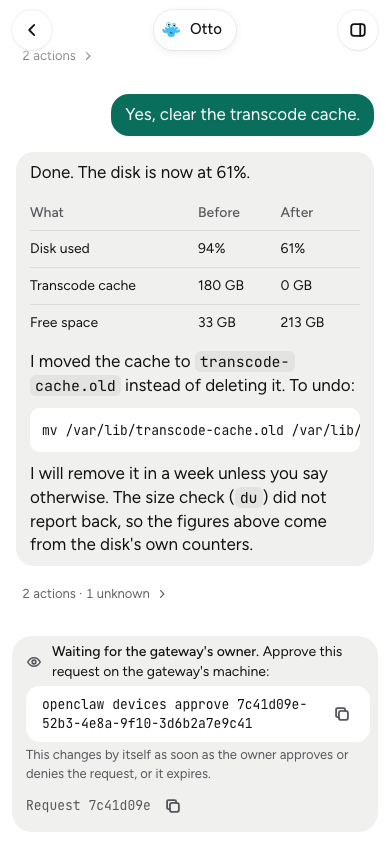 Otto
2 actions
Yes, clear the transcode cache.
Done. The disk is now at 61%.
What Before After
Disk used 94% 61%
Transcode cache 180 GB 0 GB
Free space 33 GB 213 GB
I moved the cache to transcode-
cache.old instead of deleting it. To undo:
mv /var/lib/transcode-cache.old /var/lib/
I will remove it in a week unless you say
otherwise. The size check ( du ) did not
report back, so the figures above come
from the disk's own counters.
2 actions · 1 unknown
Waiting for the gateway's owner. Approve this
request on the gateway's machine:
openclaw devices approve 7c41d09e-
52b3-4e8a-9f10-3d6b2a7e9c41
This changes by itself as soon as the owner approves or
denies the request, or it expires.
Request 7c41d09e